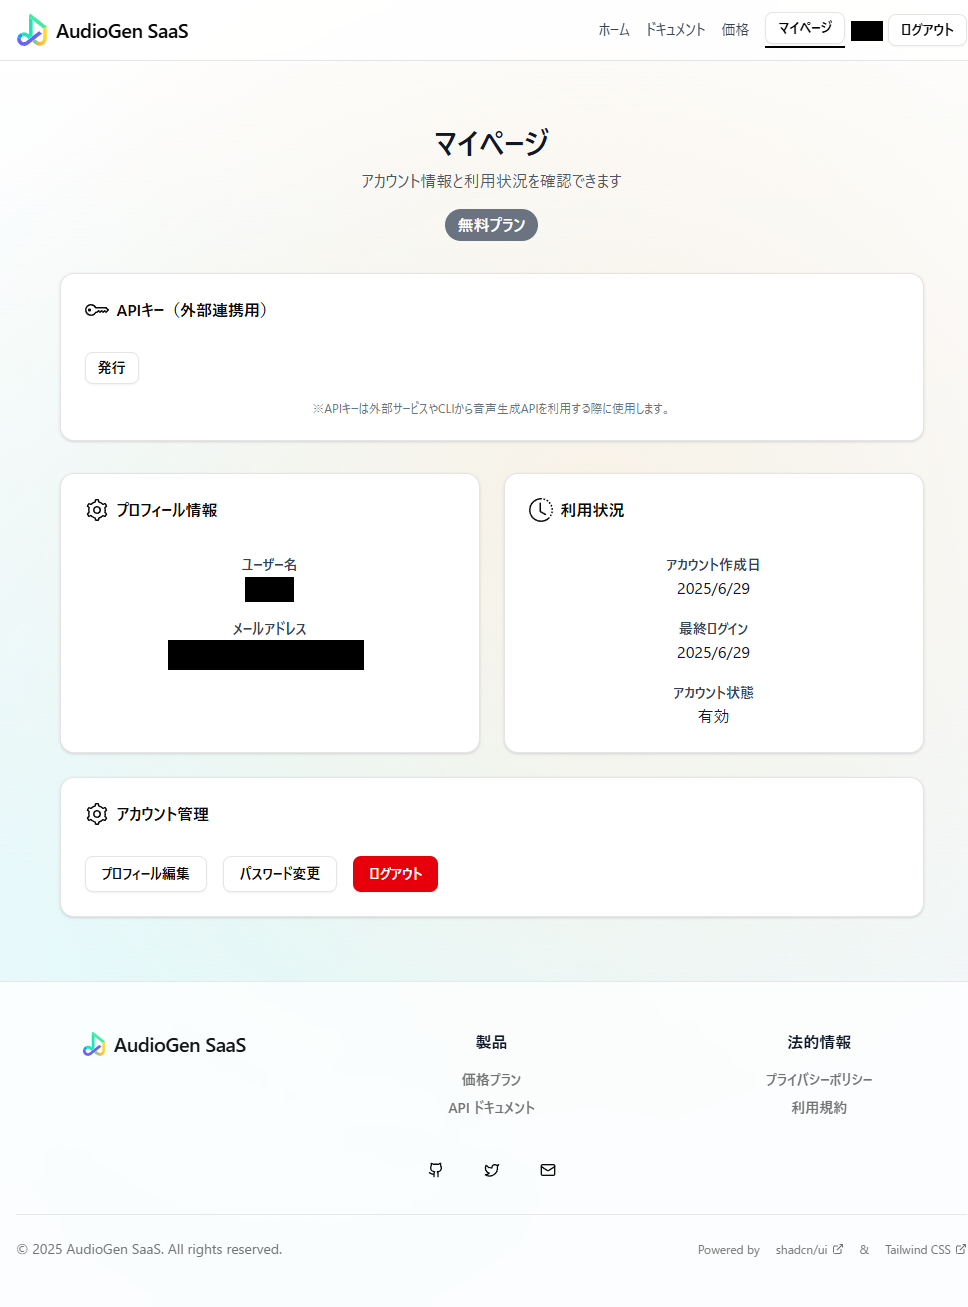 AudioGen SaaS
ホーム ドキュメント 価格 マイページ ログアウト
マイページ
アカウント情報と利用状況を確認できます
無料プラン
APIキー（外部連携用）
発行
※APIキーは外部サービスやCLIから音声生成APIを利用する際に使用します。
プロフィール情報
ユーザー名
メールアドレス
利用状況
アカウント作成日
2025/6/29
最終ログイン
2025/6/29
アカウント状態
有効
アカウント管理
プロフィール編集 パスワード変更 ログアウト
AudioGen SaaS
製品
価格プラン
API ドキュメント
法的情報
プライバシーポリシー
利用規約
© 2025 AudioGen SaaS. All rights reserved.
Powered by shadcn/ui & Tailwind CSS